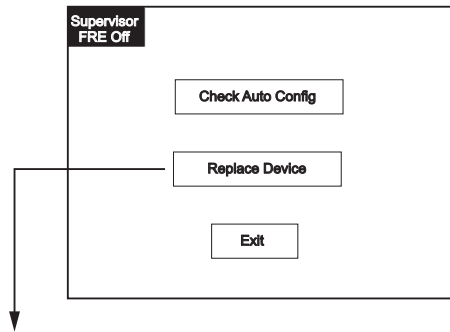 Supervisor
FRE Off
Check Auto Config
Replace Device
Exit